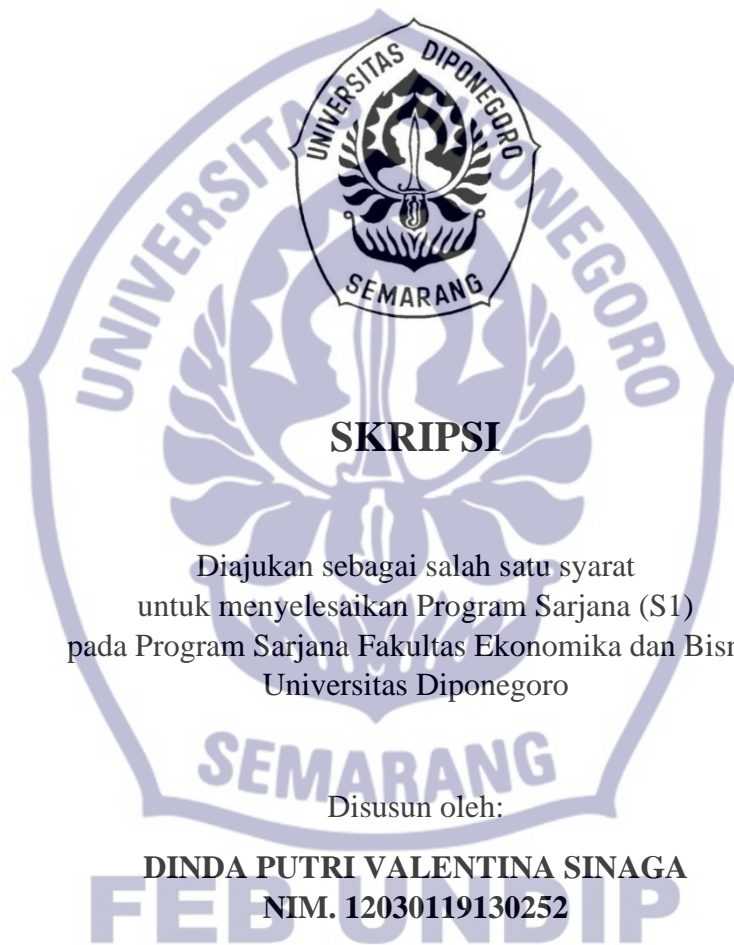 UNIVERSITAS DIPONEGORO
SEMARANG
UNIVERSITAS DIPONEGORO
SKRIPSI
Diajukan sebagai salah satu syarat
untuk menyelesaikan Program Sarjana (S1)
pada Program Sarjana Fakultas Ekonomika dan Bisn
Universitas Diponegoro
SEMARANG
Disusun oleh:
DINDA PUTRI VALENTINA SINAGA
NIM. 12030119130252
FEB UNDIP